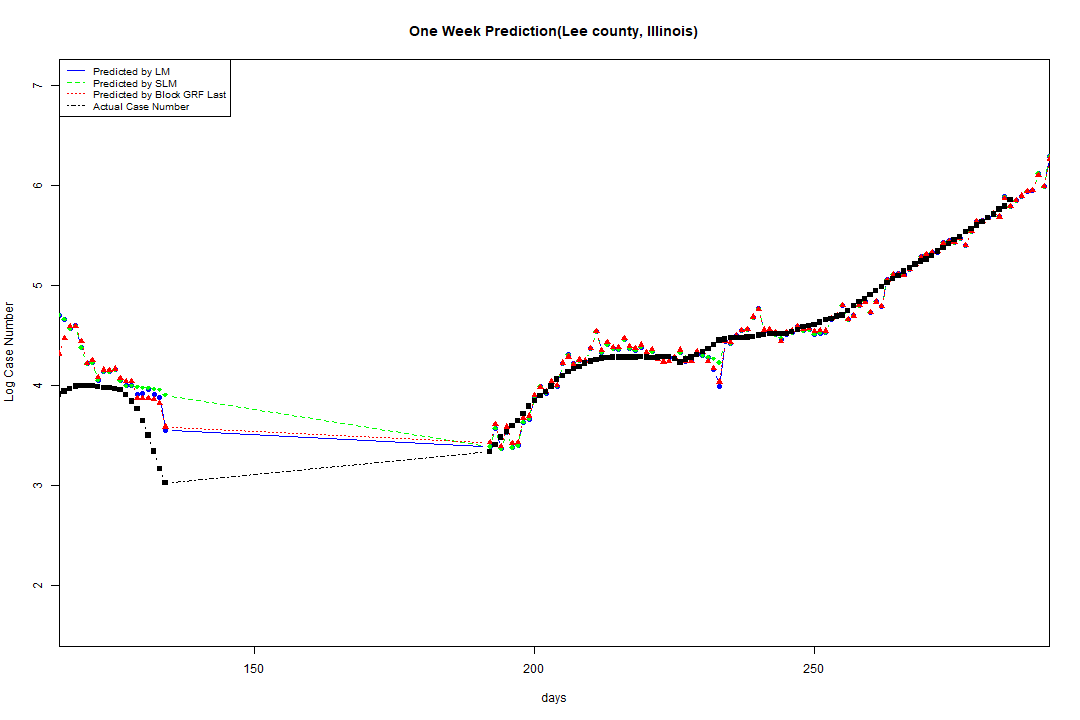 One Week Prediction(Lee county, Illinois)
Predicted by LM
Predicted by SLM
Predicted by Block GRF Last
Actual Case Number
7
6
5
4
3
2
Log Case Number
150
200
250
days